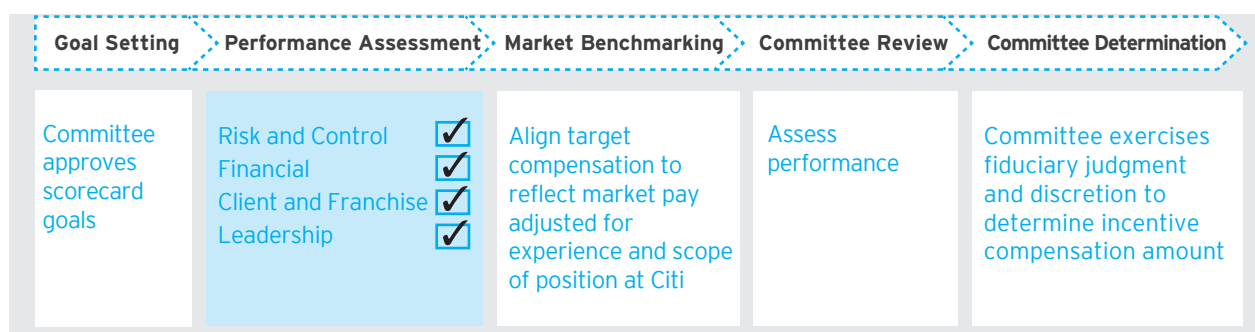 Goal Setting
Performance Assessment
Market Benchmarking
Committee Review
Committee Determination
Committee
approves
scorecard
goals
Risk and Control
Financial
Client and Franchise
Leadership
Align target
compensation to
reflect market pay
adjusted for
experience and scope
of position at Citi
Assess
performance
Committee exercises
fiduciary judgment
and discretion to
determine incentive
compensation amount